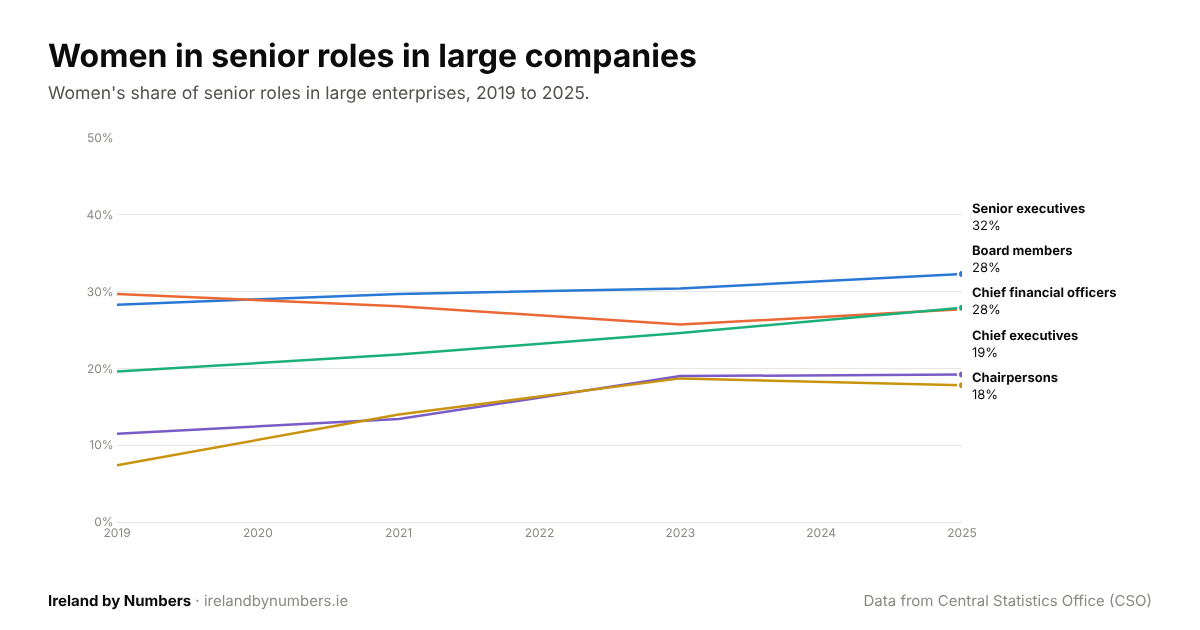 Women in senior roles in large companies
Women's share of senior roles in large enterprises, 2019 to 2025.
50%
40%
30%
20%
10%
0%
2019 2020 2021 2022 2023 2024 2025
Senior executives
32%
Board members
28%
Chief financial officers
28%
Chief executives
19%
Chairpersons
18%
Ireland by Numbers · irelandbynumbers.ie
Data from Central Statistics Office (CSO)